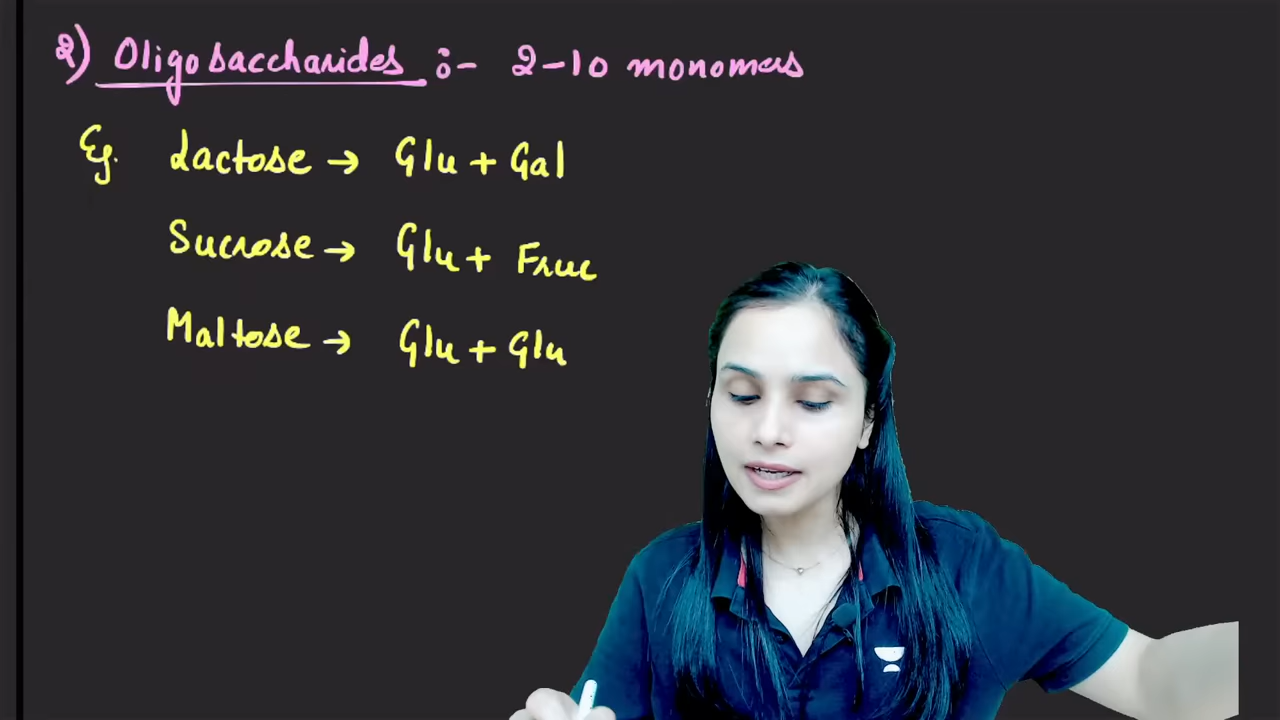 2) Oligosaccharides :- 2-10 monomers
Eg. Lactose → Glu + Gal
Sucrose → Glu + Fruc
Maltose → Glu + Glu